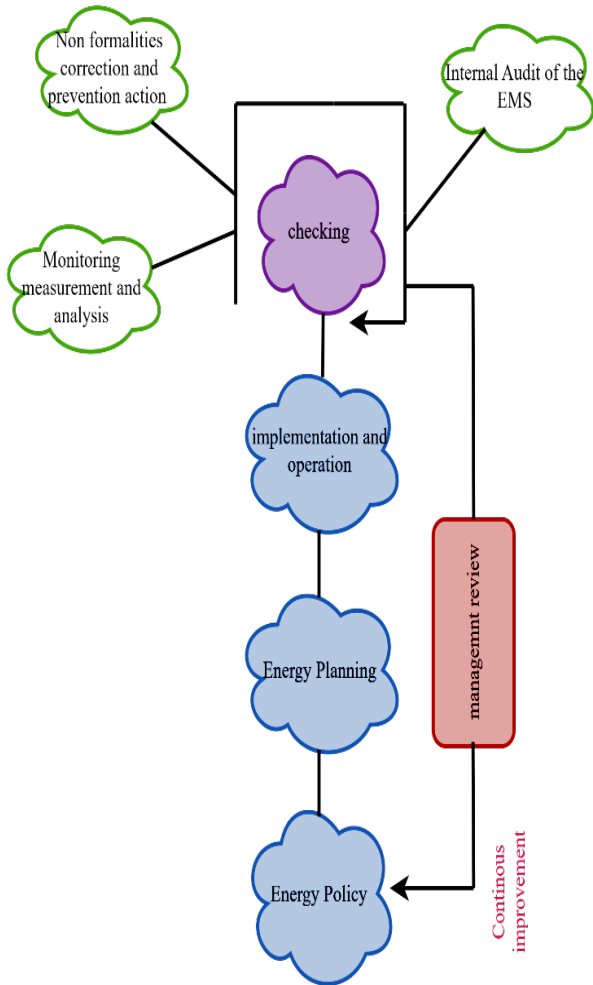 Non formalitics
correction and
prevention action
Internal Audit of the
EMS
checking
Monitoring
measurement and
analysis
implementation and
operation
managemnt review
Energy Planning
Energy Policy
Continous
improvement